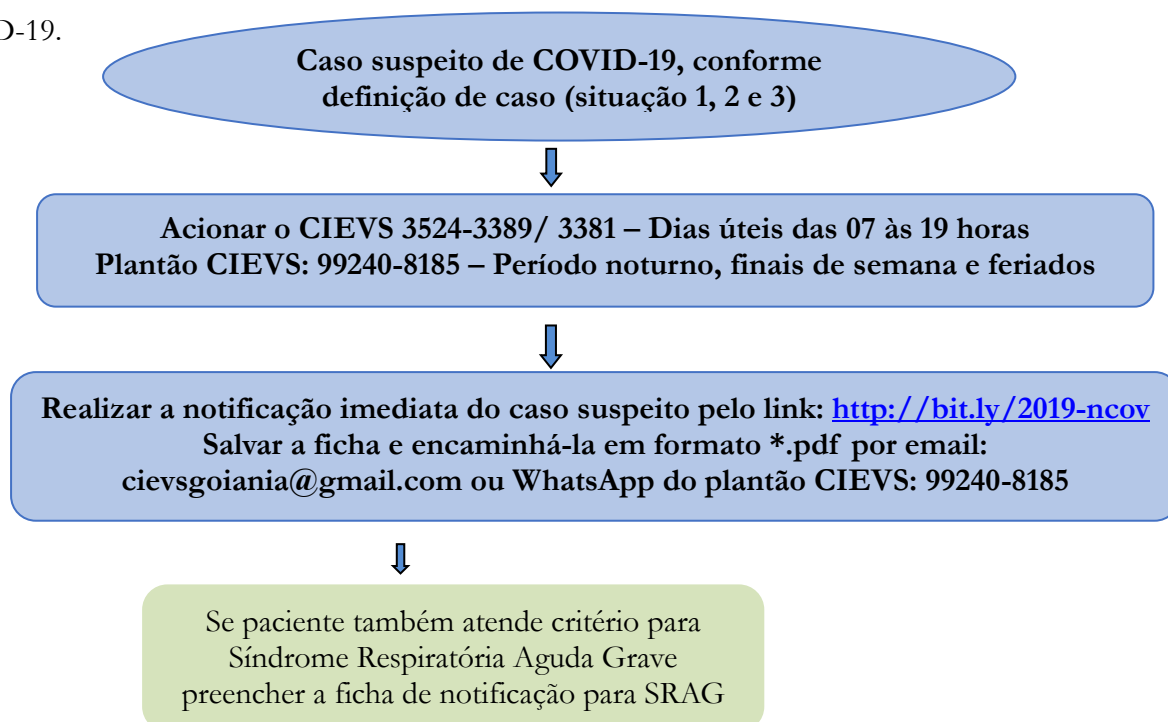 D-19.
Caso suspeito de COVID-19, conforme
definição de caso (situação 1, 2 e 3)
Acionar o CIEVS 3524-3389/ 3381 – Dias úteis das 07 às 19 horas
Plantão CIEVS: 99240-8185 – Período noturno, finais de semana e feriados
Realizar a notificação imediata do caso suspeito pelo link: http://bit.ly/2019-ncov
Salvar a ficha e encaminhá-la em formato *.pdf por email:
cievsgoiania@gmail.com ou WhatsApp do plantão CIEVS: 99240-8185
Se paciente também atende critério para
Síndrome Respiratória Aguda Grave
preencher a ficha de notificação para SRAG